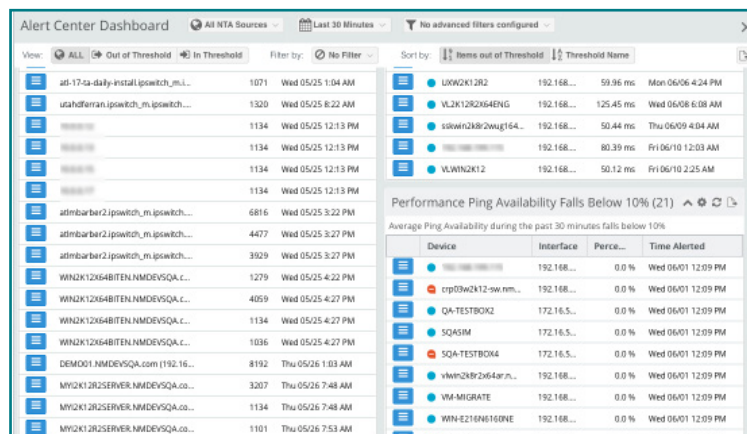 Alert Center Dashboard All NTA Sources Last 30 Minutes No advanced filters configured
View: ALL Out of Threshold In Threshold Filter by: No Filter Sort by: Items out of Threshold Threshold Name
atl-17-ta-daily-install.ipswitch_m.i... 1071 Wed 05/25 1:04 AM
utahdferran.ipswitch_m.ipswitch.... 1320 Wed 05/25 8:22 AM
1134 Wed 05/25 12:13 PM
1134 Wed 05/25 12:13 PM
1134 Wed 05/25 12:13 PM
1134 Wed 05/25 12:13 PM
atlmbarber2.ipswitch_m.ipswitch.... 6816 Wed 05/25 3:22 PM
atlmbarber2.ipswitch_m.ipswitch.... 4477 Wed 05/25 3:27 PM
atlmbarber2.ipswitch_m.ipswitch.... 3929 Wed 05/25 3:27 PM
WIN2K12X64BITEN.NMDEVSQA.c... 1279 Wed 05/25 4:22 PM
WIN2K12X64BITEN.NMDEVSQA.c... 4059 Wed 05/25 4:27 PM
WIN2K12X64BITEN.NMDEVSQA.c... 1134 Wed 05/25 4:27 PM
WIN2K12X64BITEN.NMDEVSQA.c... 1036 Wed 05/25 4:27 PM
DEMO01.NMDEVSQA.com (192.16... 8192 Thu 05/26 1:03 AM
MYI2K12R2SERVER.NMDEVSQA.co... 3207 Thu 05/26 7:48 AM
MYI2K12R2SERVER.NMDEVSQA.co... 1134 Thu 05/26 7:48 AM
MYI2K12R2SERVER.NMDEVSQA.co... 1101 Thu 05/26 7:53 AM
UXW2K12R2 192.168.... 59.96 ms Mon 06/06 4:24 PM
VL2K12R2X64ENG 192.168.... 125.45 ms Wed 06/08 6:08 AM
sskwin2k8r2wug164... 192.168.... 50.44 ms Thu 06/09 4:04 AM
192.168.... 80.39 ms Fri 06/10 12:03 AM
VLWIN2K12 192.168.... 50.12 ms Fri 06/10 2:25 AM
Performance Ping Availability Falls Below 10% (21)
Average Ping Availability during the past 30 minutes falls below 10%
Device Interface Perce... Time Alerted
192.168.... 0.0 % Wed 06/01 12:09 PM
crp03w2k12-sw.nm... 192.168.... 0.0 % Wed 06/01 12:09 PM
QA-TESTBOX2 172.16.5... 0.0 % Wed 06/01 12:09 PM
SQASIM 172.16.5... 0.0 % Wed 06/01 12:09 PM
SQA-TESTBOX4 172.16.5... 0.0 % Wed 06/01 12:09 PM
vlwin2k8r2x64ar.n... 192.168.... 0.0 % Wed 06/01 12:09 PM
VM-MIGRATE 192.168.... 0.0 % Wed 06/01 12:09 PM
WIN-E216N6160NE 192.168.... 0.0 % Wed 06/01 12:09 PM